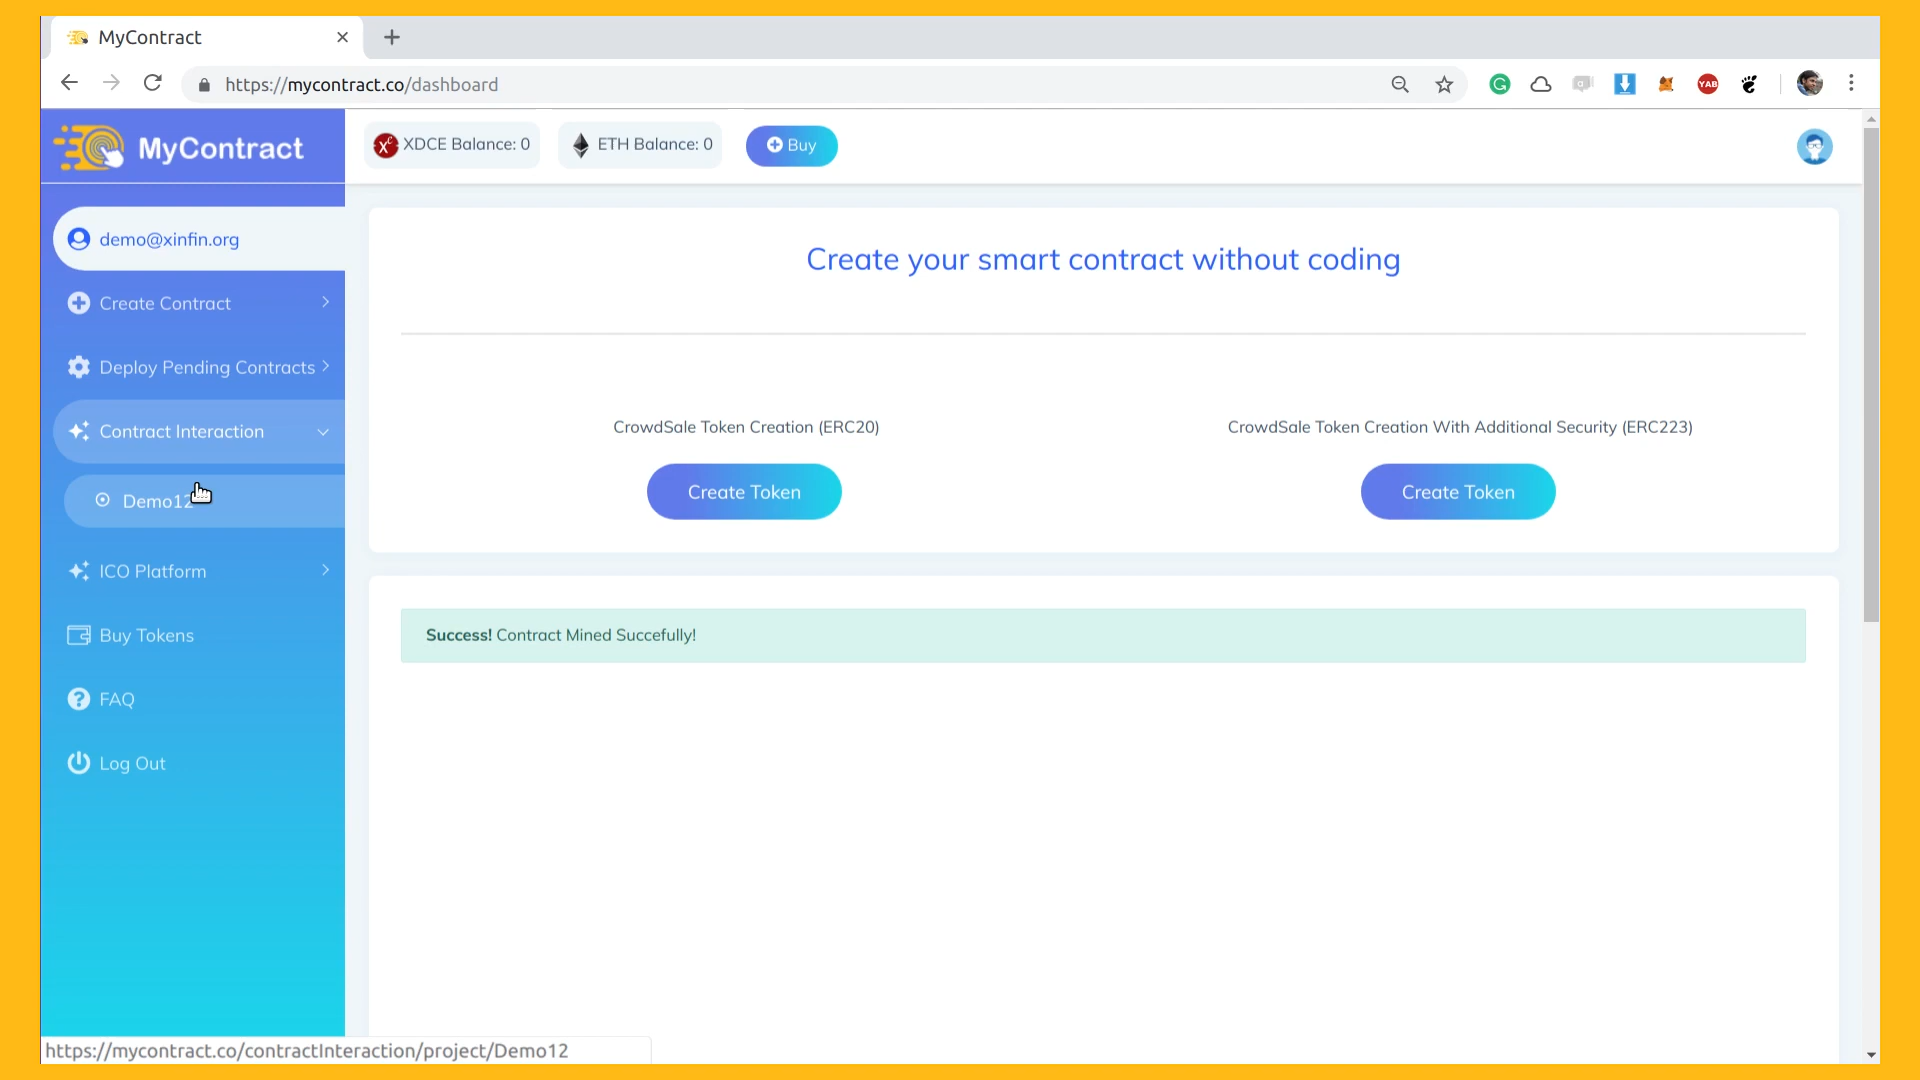 MyContract
https://mycontract.co/dashboard
YAB
MyContract
XDCE Balance: 0
ETH Balance: 0
Buy
demo@xinfin.org
Create Contract
Deploy Pending Contracts
Contract Interaction
Demo12
ICO Platform
Buy Tokens
FAQ
Log Out
Create your smart contract without coding
CrowdSale Token Creation (ERC20)
Create Token
CrowdSale Token Creation With Additional Security (ERC223)
Create Token
Success! Contract Mined Succefully!
https://mycontract.co/contractInteraction/project/Demo12